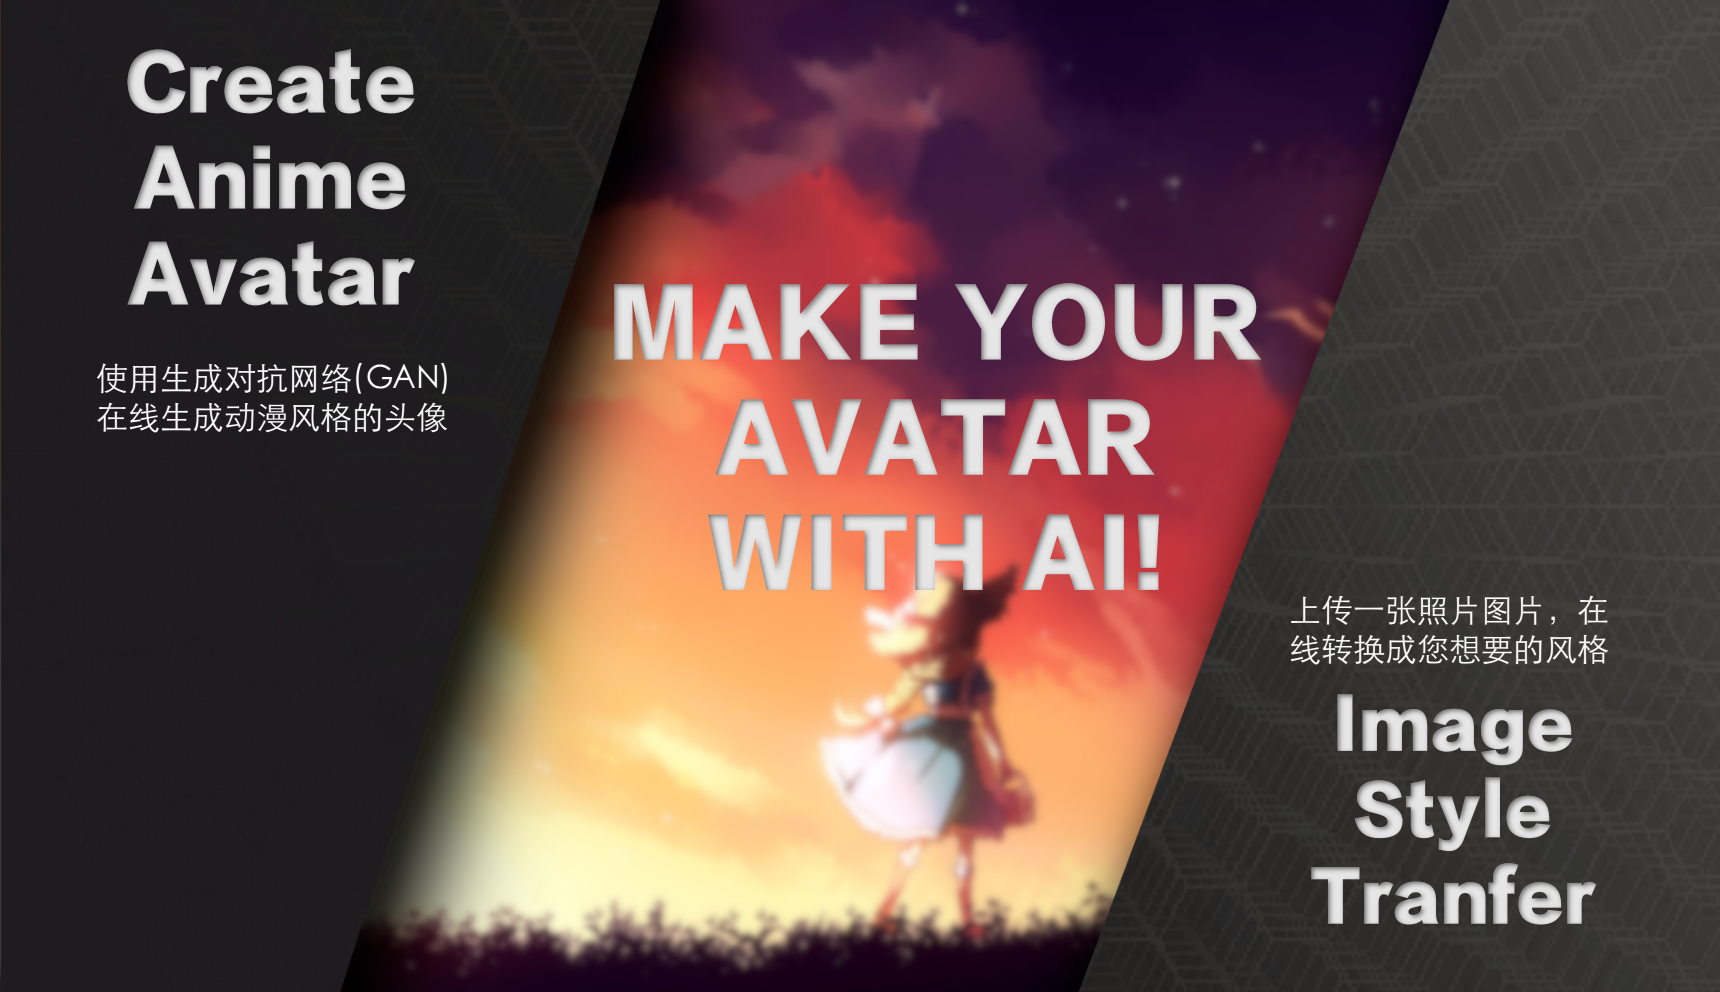 Create
Anime
Avatar
使用生成对抗网络(GAN)
在线生成动漫风格的头像
MAKE YOUR
AVATAR
WITH AI!
上传一张照片图片，在
线转换成您想要的风格
Image
Style
Tranfer